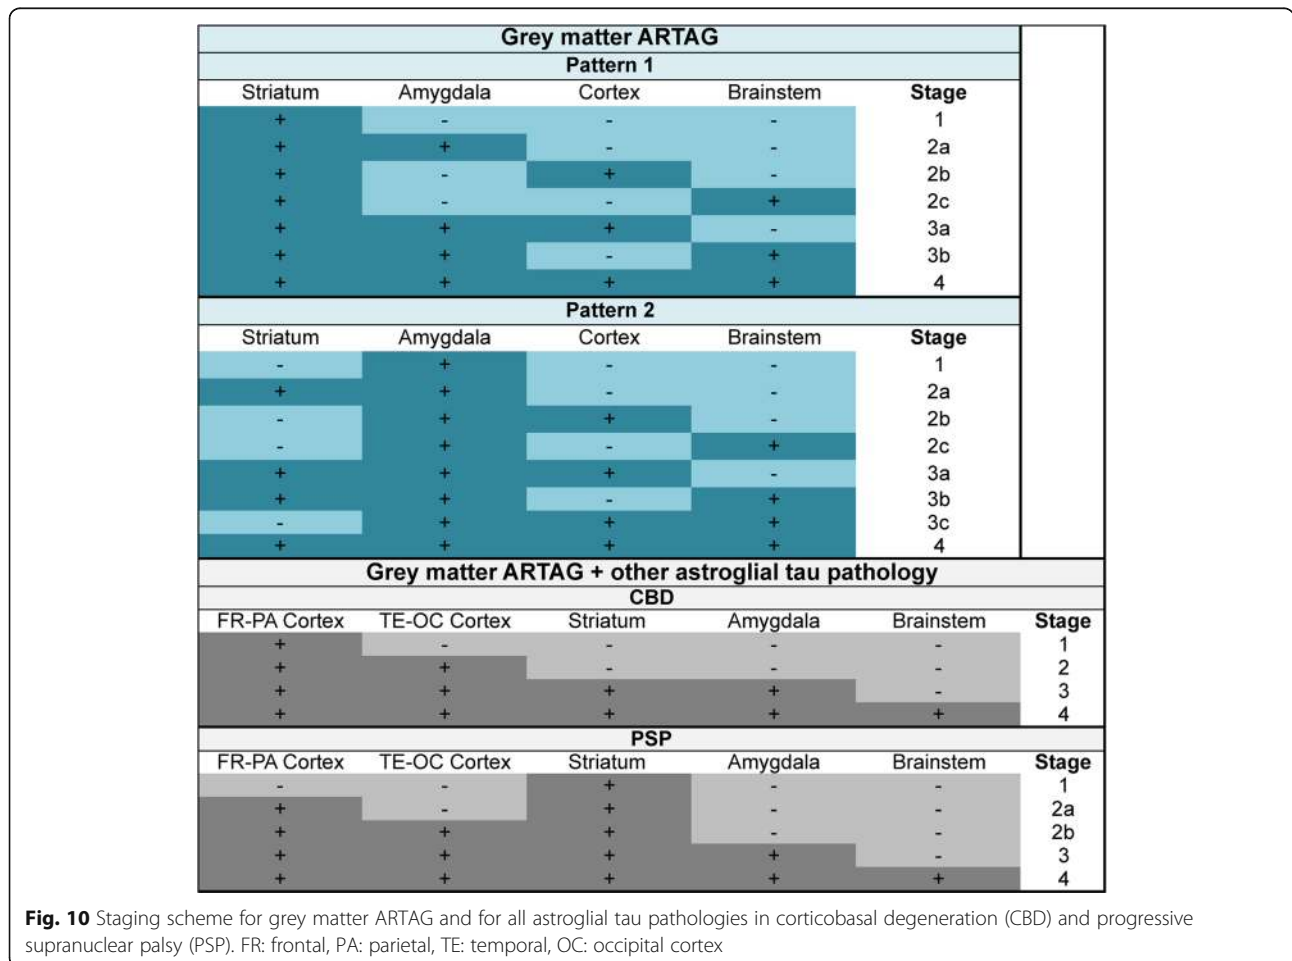 Grey matter ARTAG
Pattern 1
Striatum Amygdala Cortex Brainstem Stage
+ - - - 1
+ + - - 2a
+ - + - 2b
+ - - + 2c
+ + + - 3a
+ + - + 3b
+ + + + 4
Pattern 2
Striatum Amygdala Cortex Brainstem Stage
- + - - 1
+ + - - 2a
- + + - 2b
- + - + 2c
+ + + - 3a
+ + - + 3b
- + + + 3c
+ + + + 4
Grey matter ARTAG + other astroglial tau pathology
CBD
FR-PA Cortex TE-OC Cortex Striatum Amygdala Brainstem Stage
+ - - - - 1
+ + - - - 2
+ + + + - 3
+ + + + + 4
PSP
FR-PA Cortex TE-OC Cortex Striatum Amygdala Brainstem Stage
- - + - - 1
+ - + - - 2a
+ + + - - 2b
+ + + + - 3
+ + + + + 4
Fig. 10 Staging scheme for grey matter ARTAG and for all astroglial tau pathologies in corticobasal degeneration (CBD) and progressive
supranuclear palsy (PSP). FR: frontal, PA: parietal, TE: temporal, OC: occipital cortex